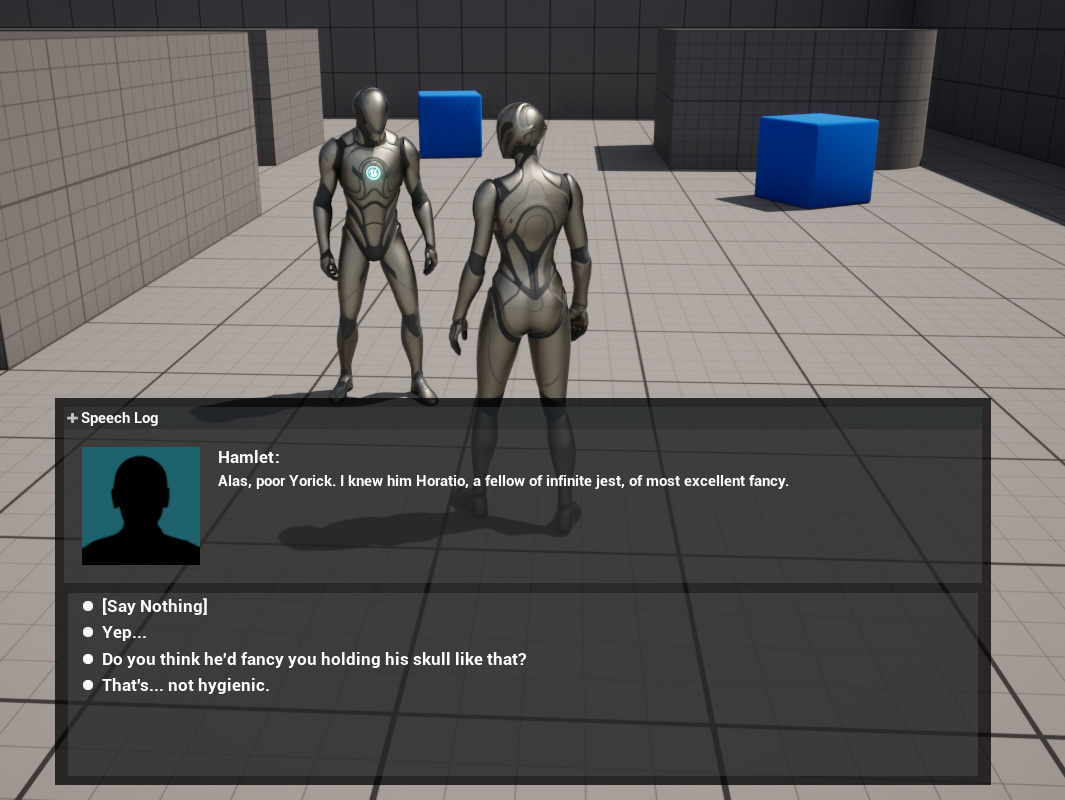 Speech Log
Hamlet:
Alas, poor Yorick. I knew him Horatio, a fellow of infinite jest, of most excellent fancy.
[Say Nothing]
Yep...
Do you think he'd fancy you holding his skull like that?
That's... not hygienic.